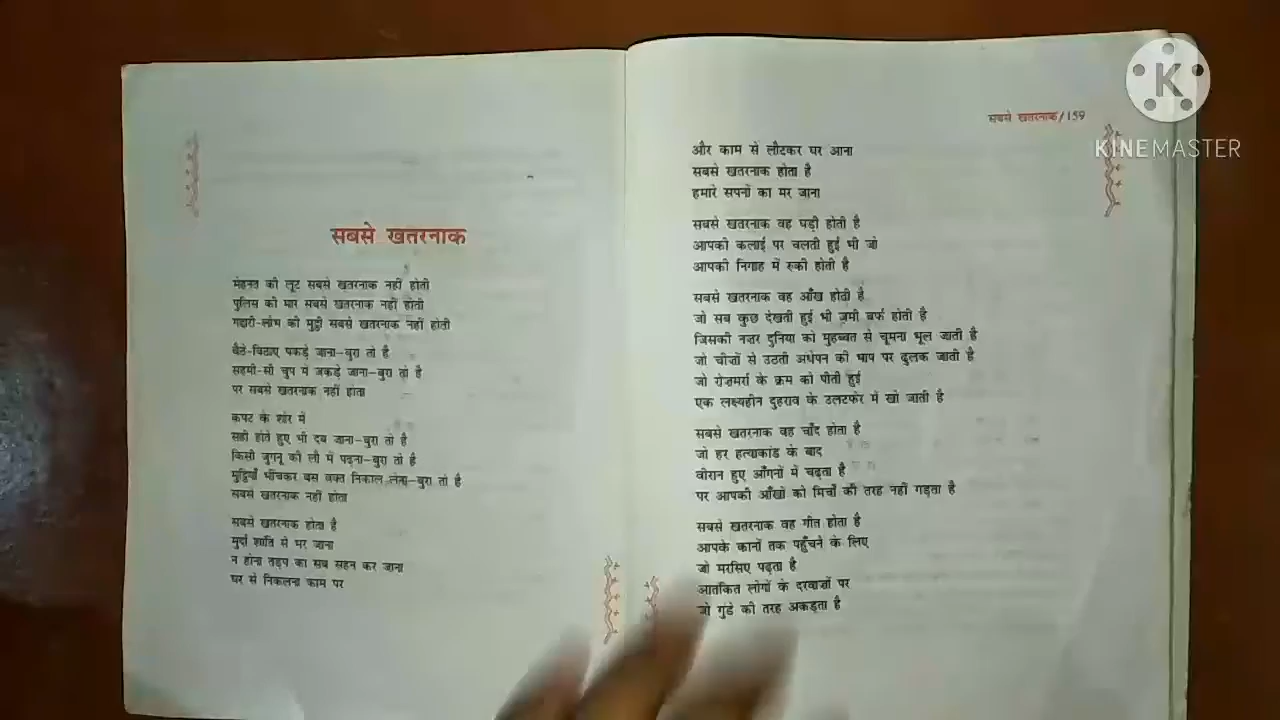 सबसे खतरनाक
मेहनत की लूट सबसे खतरनाक नहीं होती
पुलिस की मार सबसे खतरनाक नहीं होती
गद्दारी-लोभ की मुट्ठी सबसे खतरनाक नहीं होती
बैठे-बिठाए पकड़े जाना-बुरा तो है
सहमी-सी चुप में जकड़े जाना-बुरा तो है
पर सबसे खतरनाक नहीं होता
कपट के शोर में
सही होते हुए भी दब जाना-बुरा तो है
किसी जुगनू की लौ में पढ़ना-बुरा तो है
मुट्ठियाँ भींचकर बस वक्त निकाल लेना-बुरा तो है
सबसे खतरनाक नहीं होता
सबसे खतरनाक होता है
मुर्दा शांति से भर जाना
न होना तड़प का सब सहन कर जाना
घर से निकलना काम पर
सबसे खतरनाक/159
और काम से लौटकर घर आना
सबसे खतरनाक होता है
हमारे सपनों का मर जाना
सबसे खतरनाक वह घड़ी होती है
आपकी कलाई पर चलती हुई भी जो
आपकी निगाह में रुकी होती है
सबसे खतरनाक वह आँख होती है
जो सब कुछ देखती हुई भी जमी बर्फ होती है
जिसकी नज़र दुनिया को मुहब्बत से चूमना भूल जाती है
जो चीज़ों से उठती अंधेपन की भाप पर ढुलक जाती है
जो रोज़मर्रा के क्रम को पीती हुई
एक लक्ष्यहीन दुहराव के उलटफेर में खो जाती है
सबसे खतरनाक वह चाँद होता है
जो हर हत्याकांड के बाद
वीरान हुए आँगनों में चढ़ता है
पर आपकी आँखों को मिर्चों की तरह नहीं गड़ता है
सबसे खतरनाक वह गीत होता है
आपके कानों तक पहुँचने के लिए
जो मरसिए पढ़ता है
आतंकित लोगों के दरवाज़ों पर
जो गुंडे की तरह अकड़ता है
K
KINEMASTER